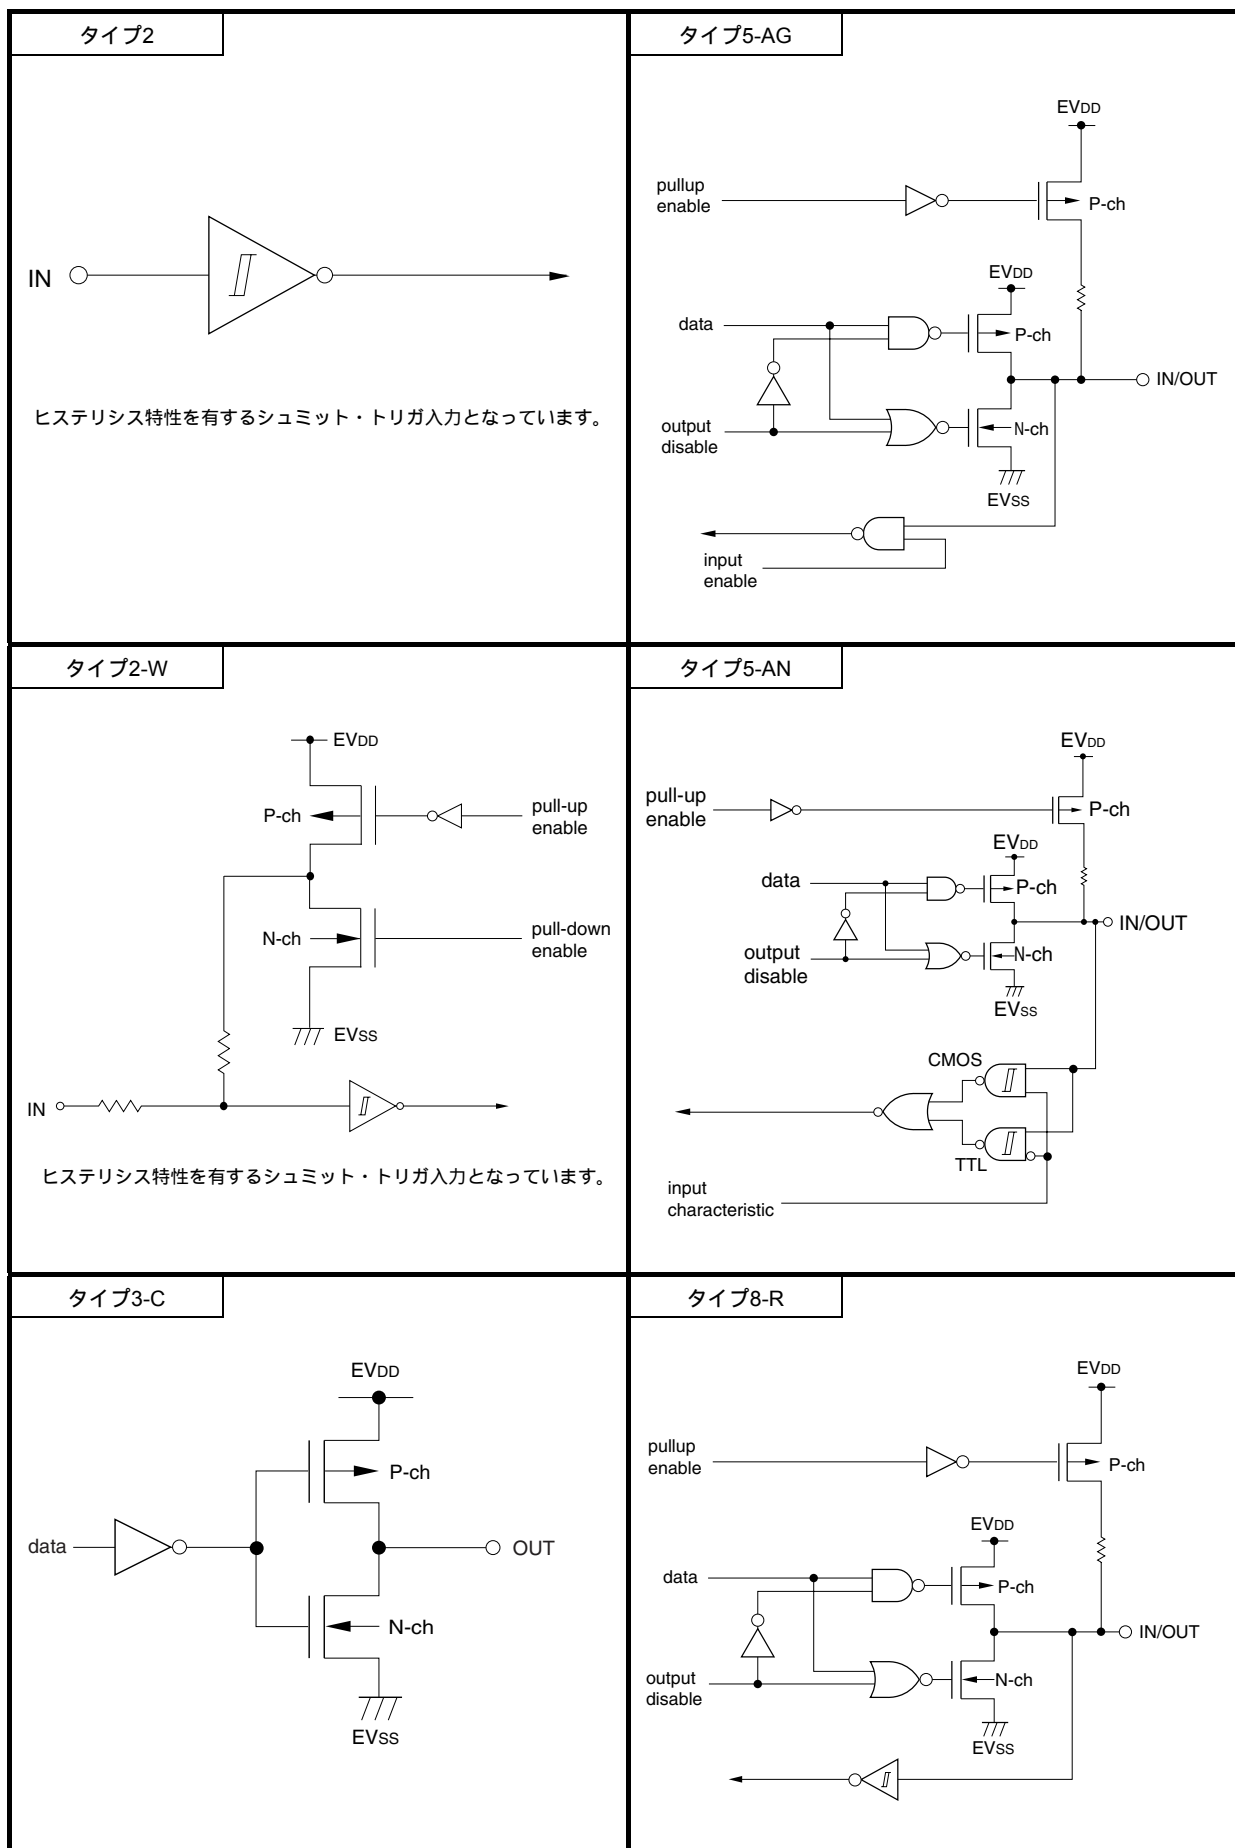 タイプ2
IN
ヒステリシス特性を有するシュミット・トリガ入力となっています。
タイプ5-AG
EVDD
pullup
enable
P-ch
EVDD
data
P-ch
IN/OUT
output
disable
N-ch
EVSS
input
enable
タイプ2-W
EVDD
P-ch
pull-up
enable
N-ch
pull-down
enable
EVSS
IN
ヒステリシス特性を有するシュミット・トリガ入力となっています。
タイプ5-AN
EVDD
pull-up
enable
P-ch
EVDD
data
P-ch
IN/OUT
output
disable
N-ch
EVSS
CMOS
TTL
input
characteristic
タイプ3-C
EVDD
P-ch
data
OUT
N-ch
EVSS
タイプ8-R
EVDD
pullup
enable
P-ch
EVDD
data
P-ch
IN/OUT
output
disable
N-ch
EVSS